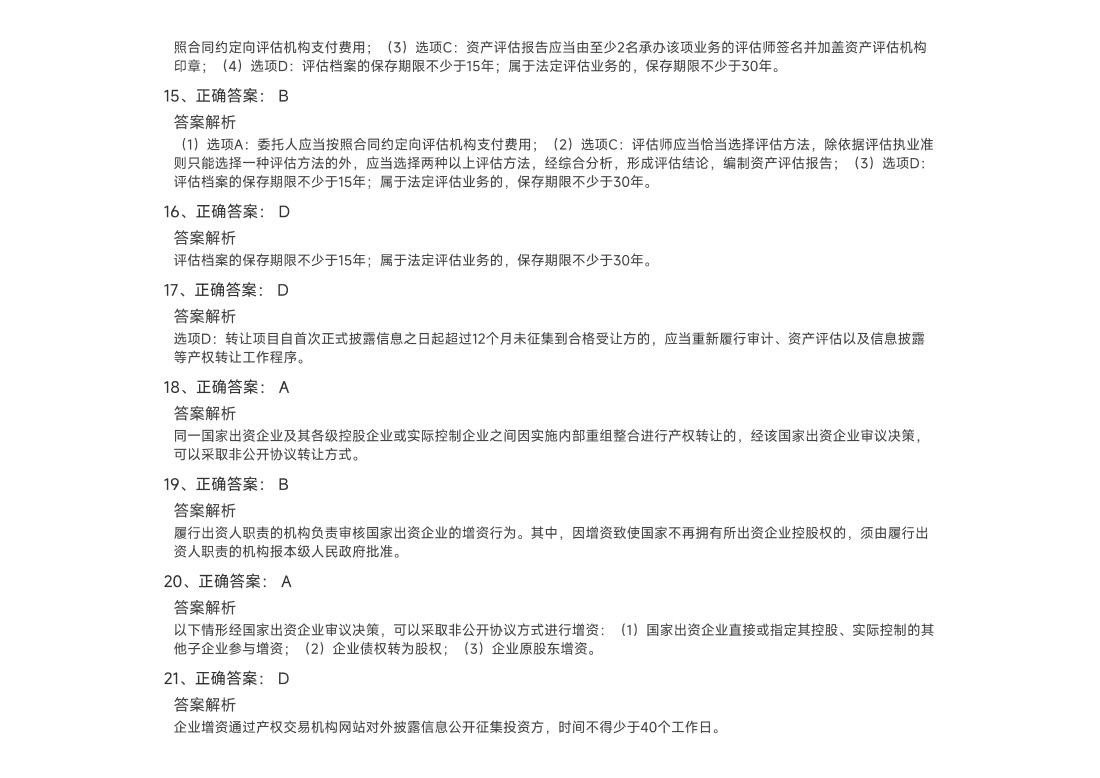 照合同约定向评估机构支付费用；（3）选项C：资产评估报告应当由至少2名承办该项业务的评估师签名并加盖资产评估机构
印章；（4）选项D：评估档案的保存期限不少于15年；属于法定评估业务的，保存期限不少于30年。
15、正确答案： B
答案解析
（1）选项A：委托人应当按照合同约定向评估机构支付费用；（2）选项C：评估师应当恰当选择评估方法，除依据评估执业准
则只能选择一种评估方法的外，应当选择两种以上评估方法，经综合分析，形成评估结论，编制资产评估报告；（3）选项D：
评估档案的保存期限不少于15年；属于法定评估业务的，保存期限不少于30年。
16、正确答案： D
答案解析
评估档案的保存期限不少于15年；属于法定评估业务的，保存期限不少于30年。
17、正确答案： D
答案解析
选项D：转让项目自首次正式披露信息之日起超过12个月未征集到合格受让方的，应当重新履行审计、资产评估以及信息披露
等产权转让工作程序。
18、正确答案： A
答案解析
同一国家出资企业及其各级控股企业或实际控制企业之间因实施内部重组整合进行产权转让的，经该国家出资企业审议决策，
可以采取非公开协议转让方式。
19、正确答案： B
答案解析
履行出资人职责的机构负责审核国家出资企业的增资行为。其中，因增资致使国家不再拥有所出资企业控股权的，须由履行出
资人职责的机构报本级人民政府批准。
20、正确答案： A
答案解析
以下情形经国家出资企业审议决策，可以采取非公开协议方式进行增资：（1）国家出资企业直接或指定其控股、实际控制的其
他子企业参与增资；（2）企业债权转为股权；（3）企业原股东增资。
21、正确答案： D
答案解析
企业增资通过产权交易机构网站对外披露信息公开征集投资方，时间不得少于40个工作日。